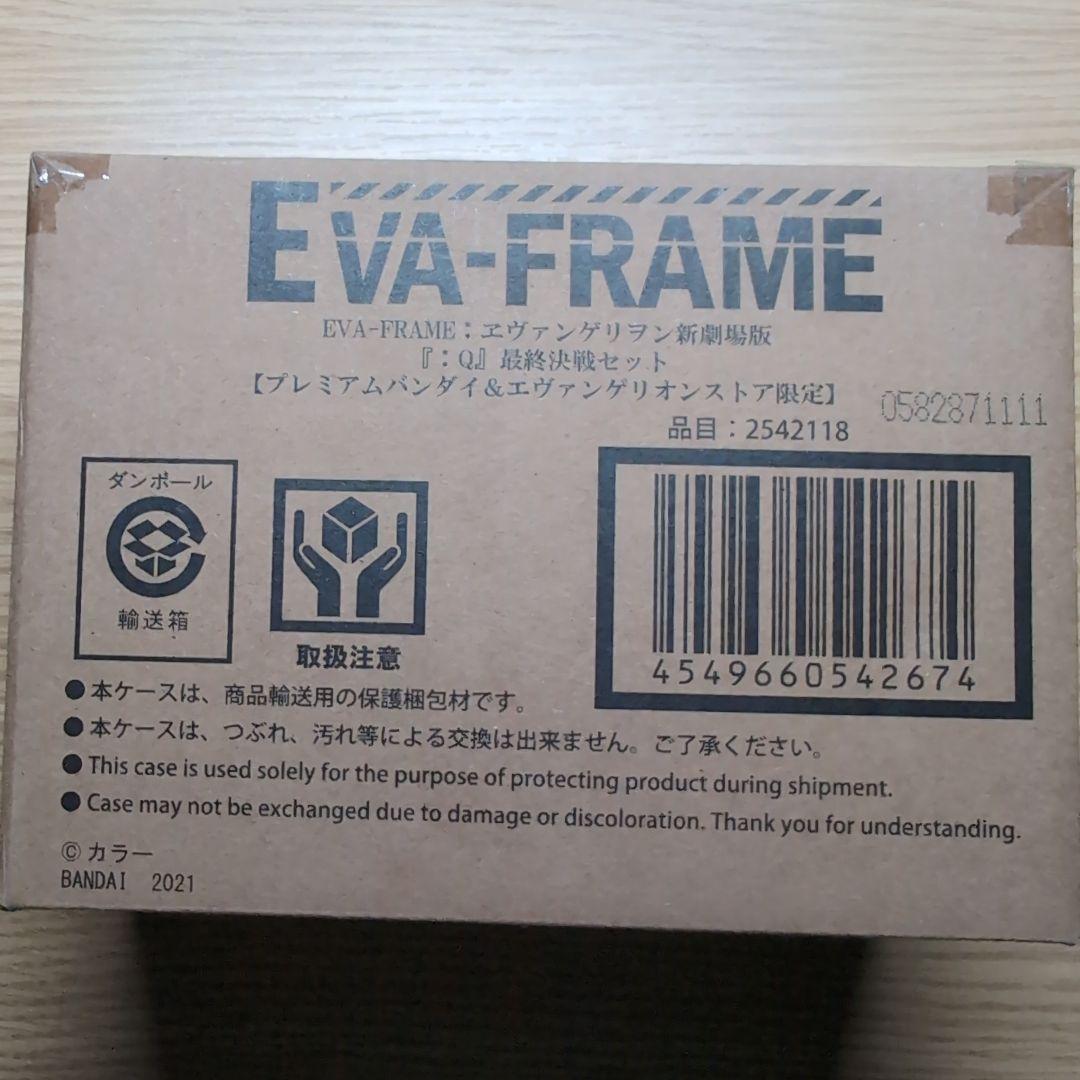 EVA-FRAME
EVA-FRAME：ヱヴァンゲリヲン新劇場版
『：Q』最終決戦セット
【プレミアムバンダイ＆エヴァンゲリオンストア限定】
0582871111
品目：2542118
ダンボール
輸送箱
取扱注意
4549660542674
●本ケースは、商品輸送用の保護梱包材です。
●本ケースは、つぶれ、汚れ等による交換は出来ません。ご了承ください。
●This case is used solely for the purpose of protecting product during shipment.
●Case may not be exchanged due to damage or discoloration. Thank you for understanding.
©カラー
BANDAI 2021